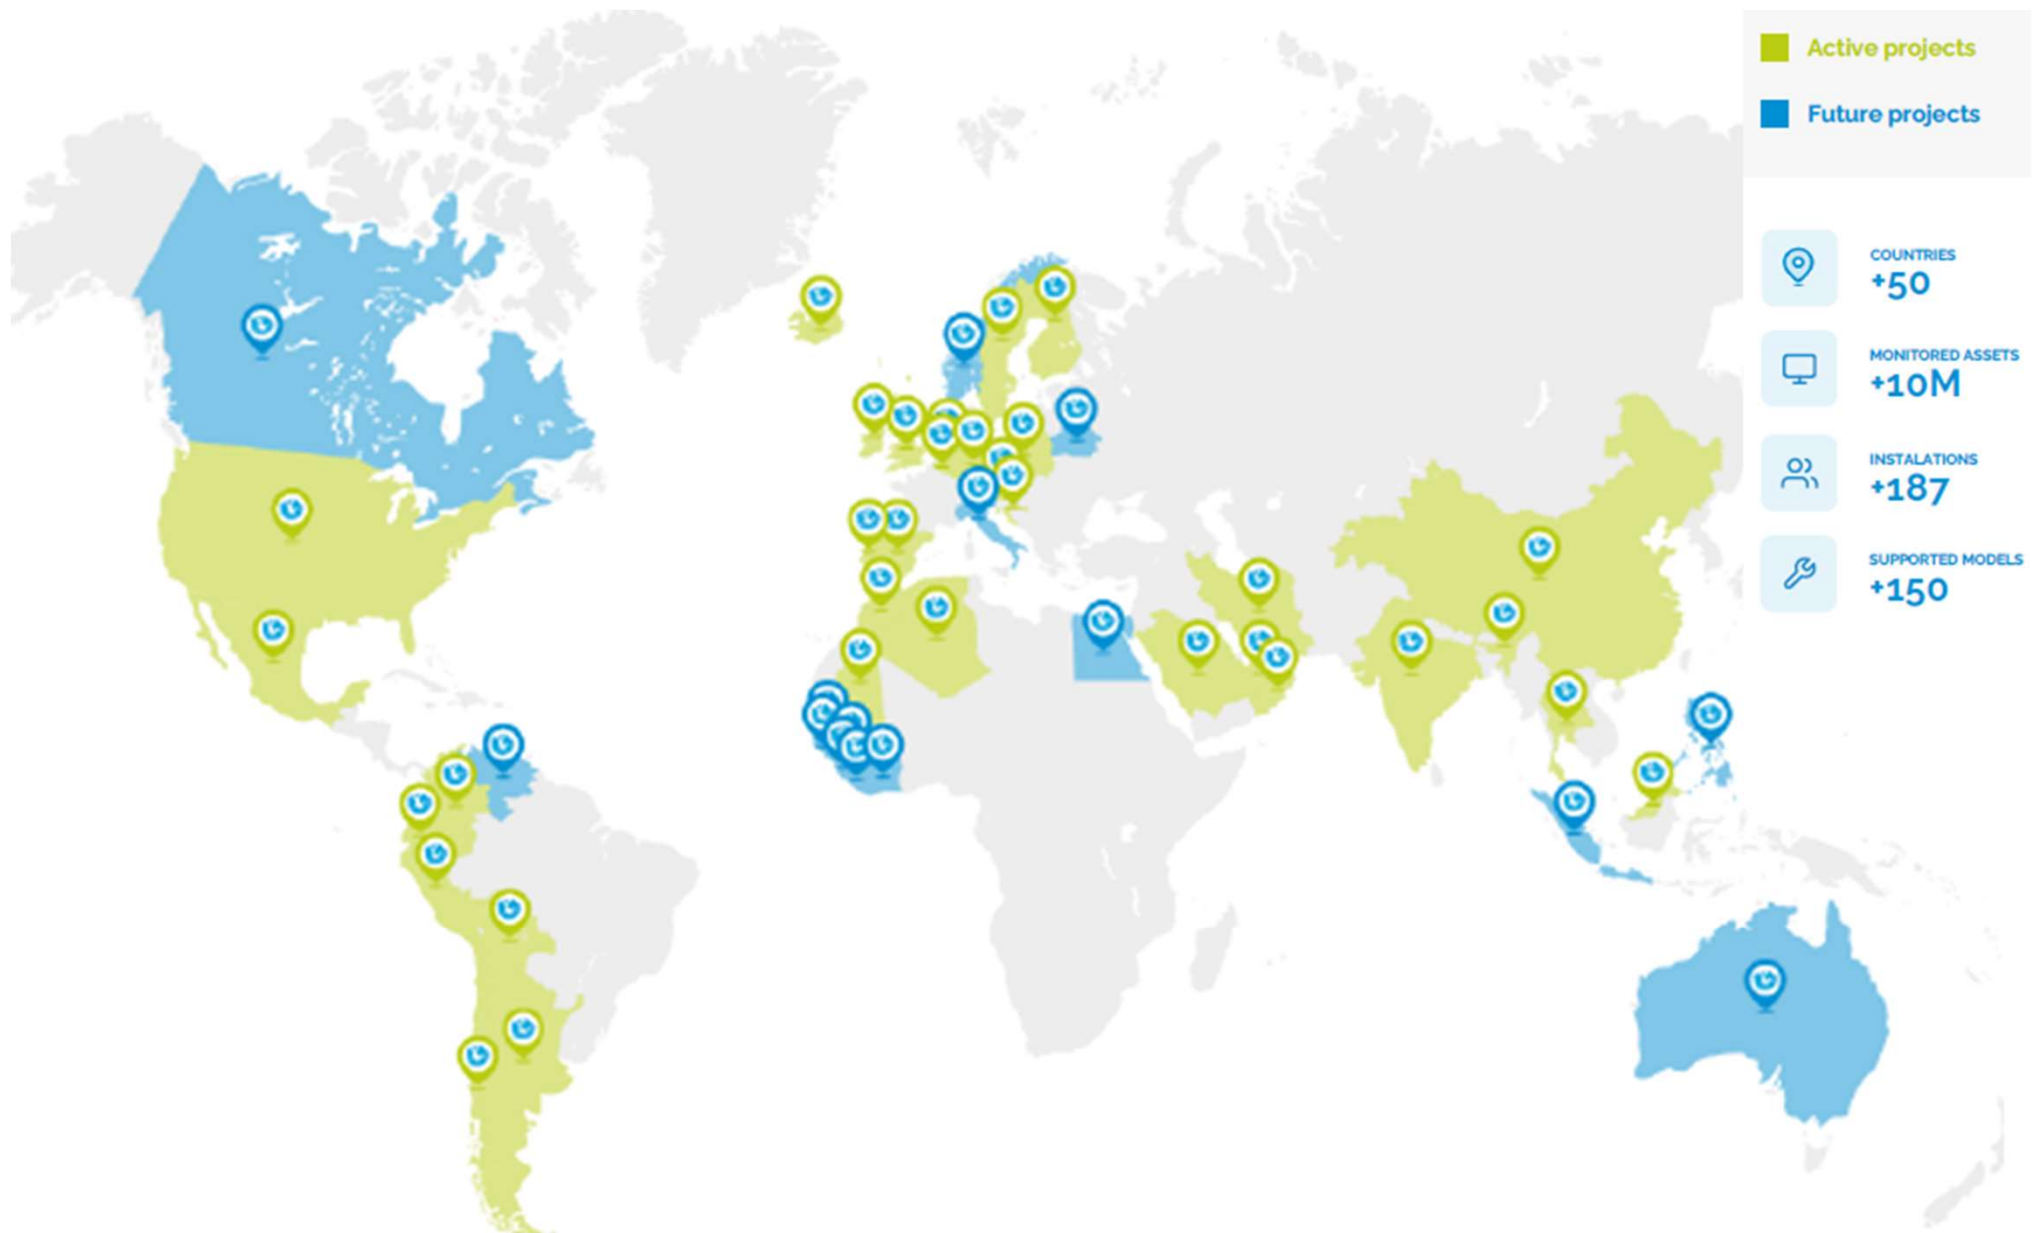 Active projects
Future projects
COUNTRIES
+50
MONITORED ASSETS
+10M
INSTALATIONS
+187
SUPPORTED MODELS
+150